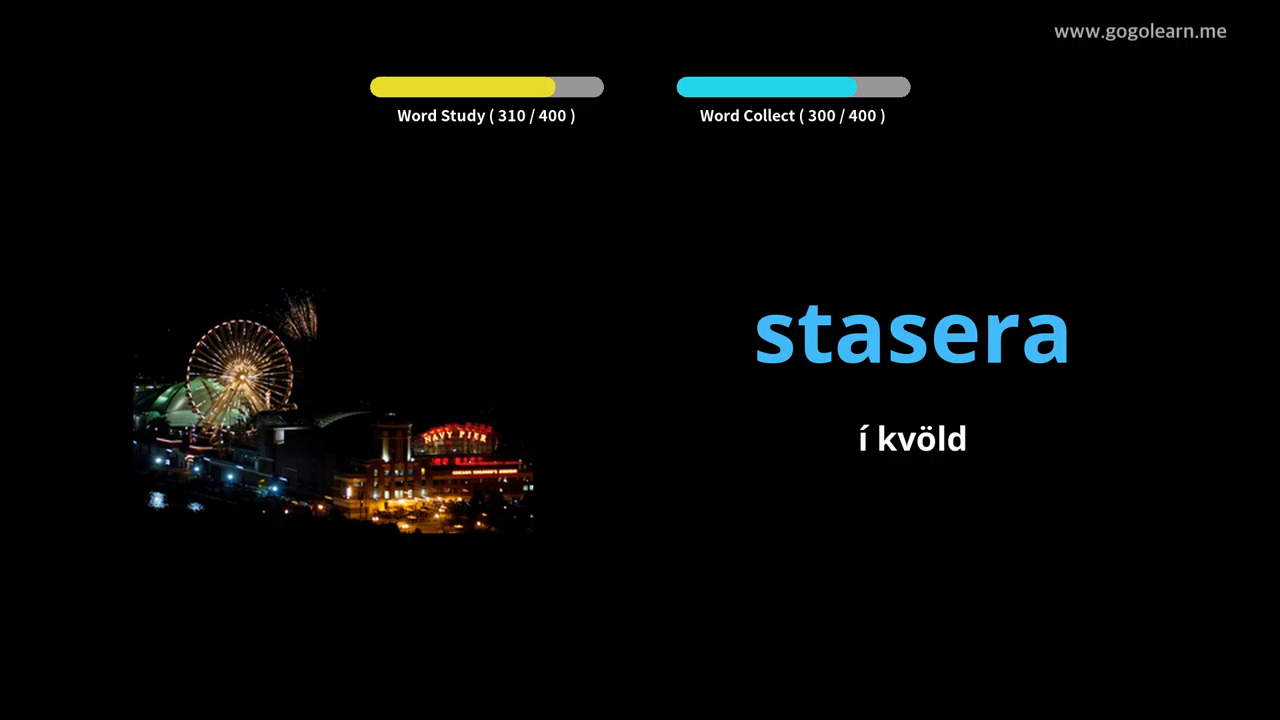 www.gogolearn.me
Word Study ( 310 / 400 )
Word Collect ( 300 / 400 )
stasera
í kvöld
NAVY PIER